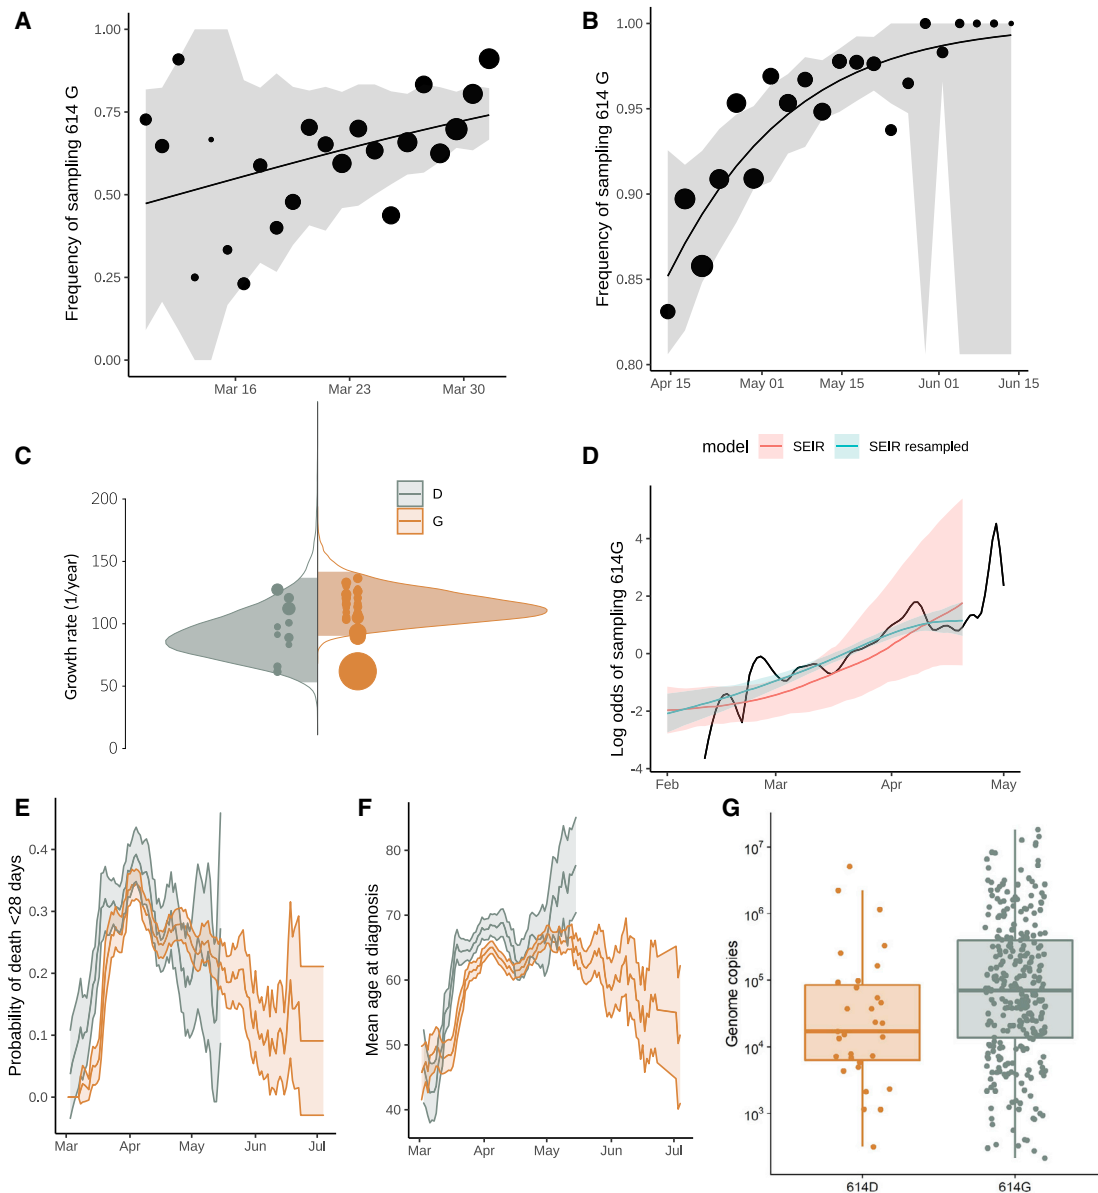 A
Frequency of sampling 614 G
1.00
0.75
0.50
0.25
0.00
Mar 16
Mar 23
Mar 30
B
Frequency of sampling 614 G
1.00
0.95
0.90
0.85
0.80
Apr 15
May 01
May 15
Jun 01
Jun 15
C
Growth rate (1/year)
200
150
100
50
0
D
G
D
model
SEIR
SEIR resampled
Log odds of sampling 614G
4
2
0
-2
-4
Feb
Mar
Apr
May
E
Probability of death <28 days
0.4
0.3
0.2
0.1
0.0
Mar
Apr
May
Jun
Jul
F
Mean age at diagnosis
80
70
60
50
40
Mar
Apr
May
Jun
Jul
G
Genome copies
10⁷
10⁶
10⁵
10⁴
10³
614D
614G